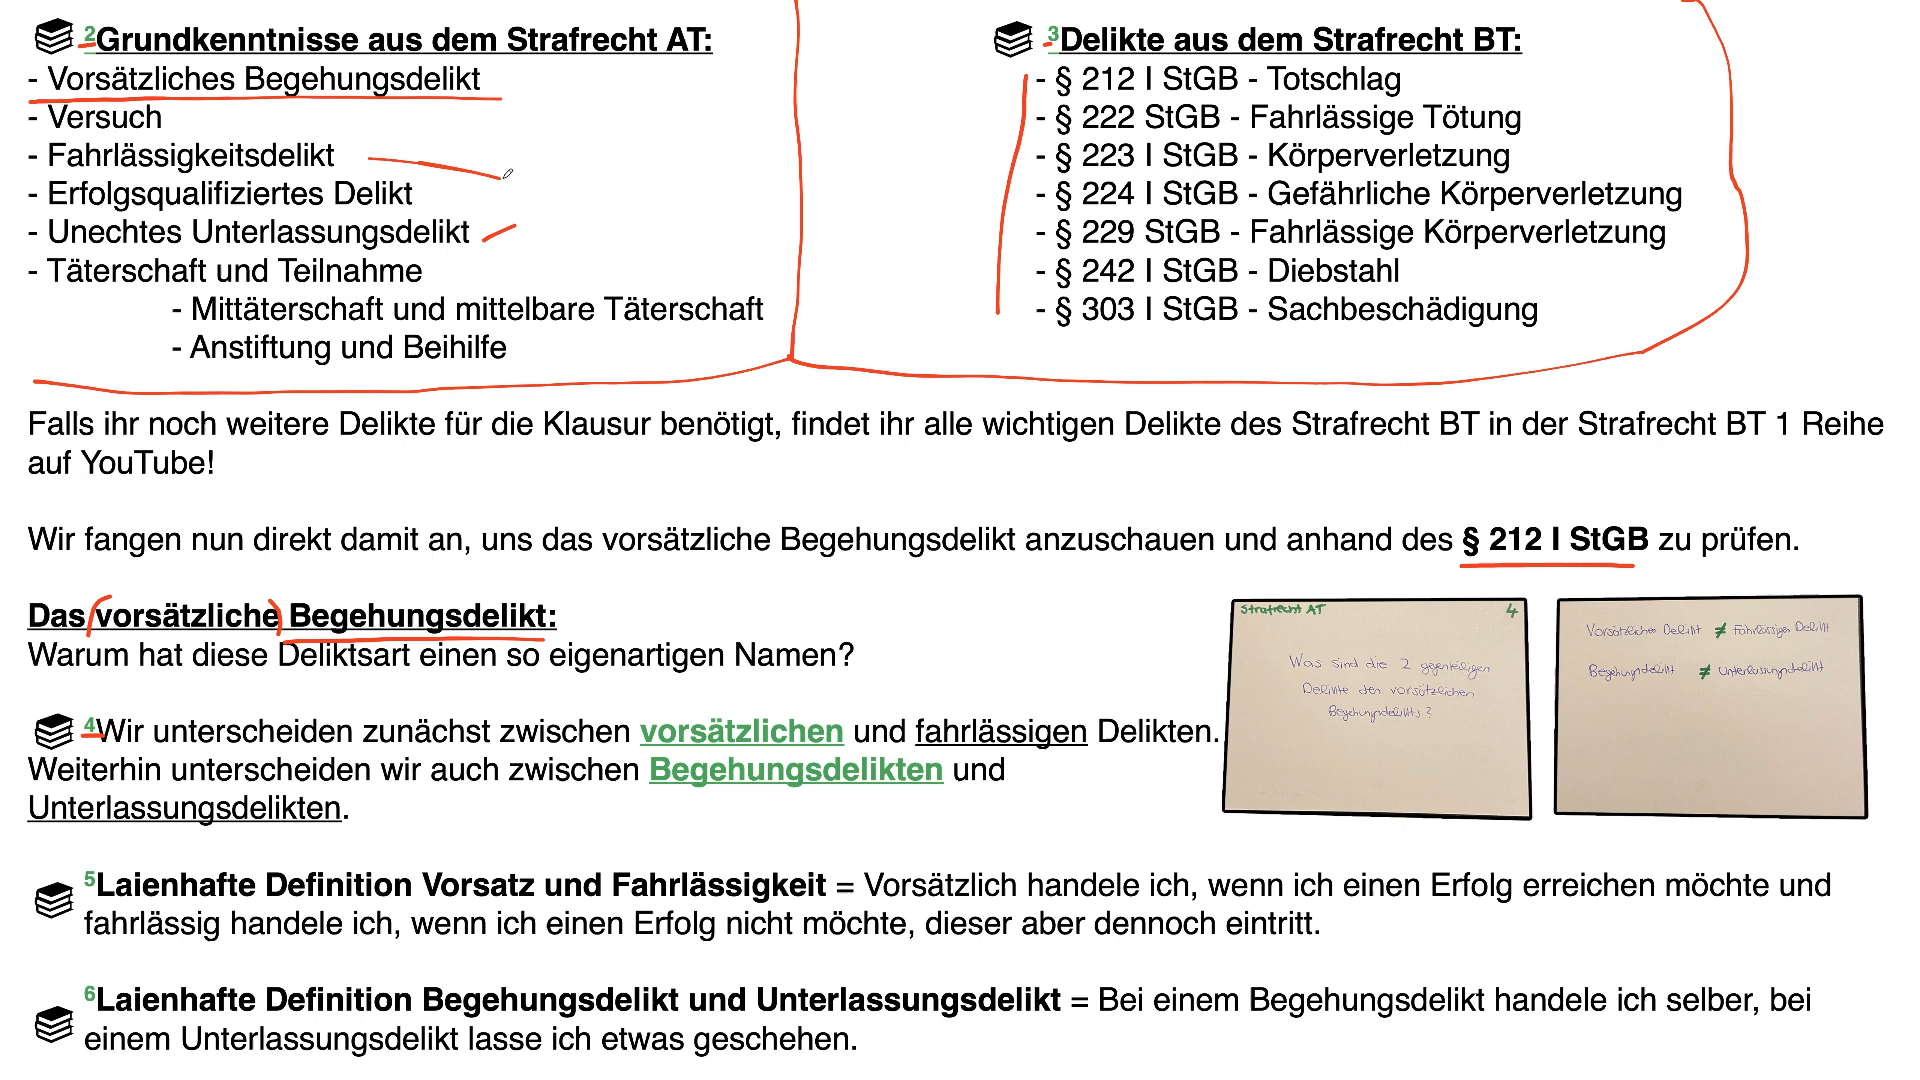 ²Grundkenntnisse aus dem Strafrecht AT:
- Vorsätzliches Begehungsdelikt
- Versuch
- Fahrlässigkeitsdelikt
- Erfolgsqualifiziertes Delikt
- Unechtes Unterlassungsdelikt
- Täterschaft und Teilnahme
- Mittäterschaft und mittelbare Täterschaft
- Anstiftung und Beihilfe
³Delikte aus dem Strafrecht BT:
- § 212 I StGB - Totschlag
- § 222 StGB - Fahrlässige Tötung
- § 223 I StGB - Körperverletzung
- § 224 I StGB - Gefährliche Körperverletzung
- § 229 StGB - Fahrlässige Körperverletzung
- § 242 I StGB - Diebstahl
- § 303 I StGB - Sachbeschädigung
Falls ihr noch weitere Delikte für die Klausur benötigt, findet ihr alle wichtigen Delikte des Strafrecht BT in der Strafrecht BT 1 Reihe
auf YouTube!
Wir fangen nun direkt damit an, uns das vorsätzliche Begehungsdelikt anzuschauen und anhand des § 212 I StGB zu prüfen.
Das vorsätzliche Begehungsdelikt:
Warum hat diese Deliktsart einen so eigenartigen Namen?
⁴Wir unterscheiden zunächst zwischen vorsätzlichen und fahrlässigen Delikten.
Weiterhin unterscheiden wir auch zwischen Begehungsdelikten und
Unterlassungsdelikten.
Strafrecht AT 4
Was sind die 2 gegenteiligen
Delikte des vorsätzlichen
Begehungsdelikts?
Vorsätzliches Delikt ≠ Fahrlässiges Delikt
Begehungsdelikt ≠ Unterlassungsdelikt
⁵Laienhafte Definition Vorsatz und Fahrlässigkeit = Vorsätzlich handele ich, wenn ich einen Erfolg erreichen möchte und
fahrlässig handele ich, wenn ich einen Erfolg nicht möchte, dieser aber dennoch eintritt.
⁶Laienhafte Definition Begehungsdelikt und Unterlassungsdelikt = Bei einem Begehungsdelikt handele ich selber, bei
einem Unterlassungsdelikt lasse ich etwas geschehen.